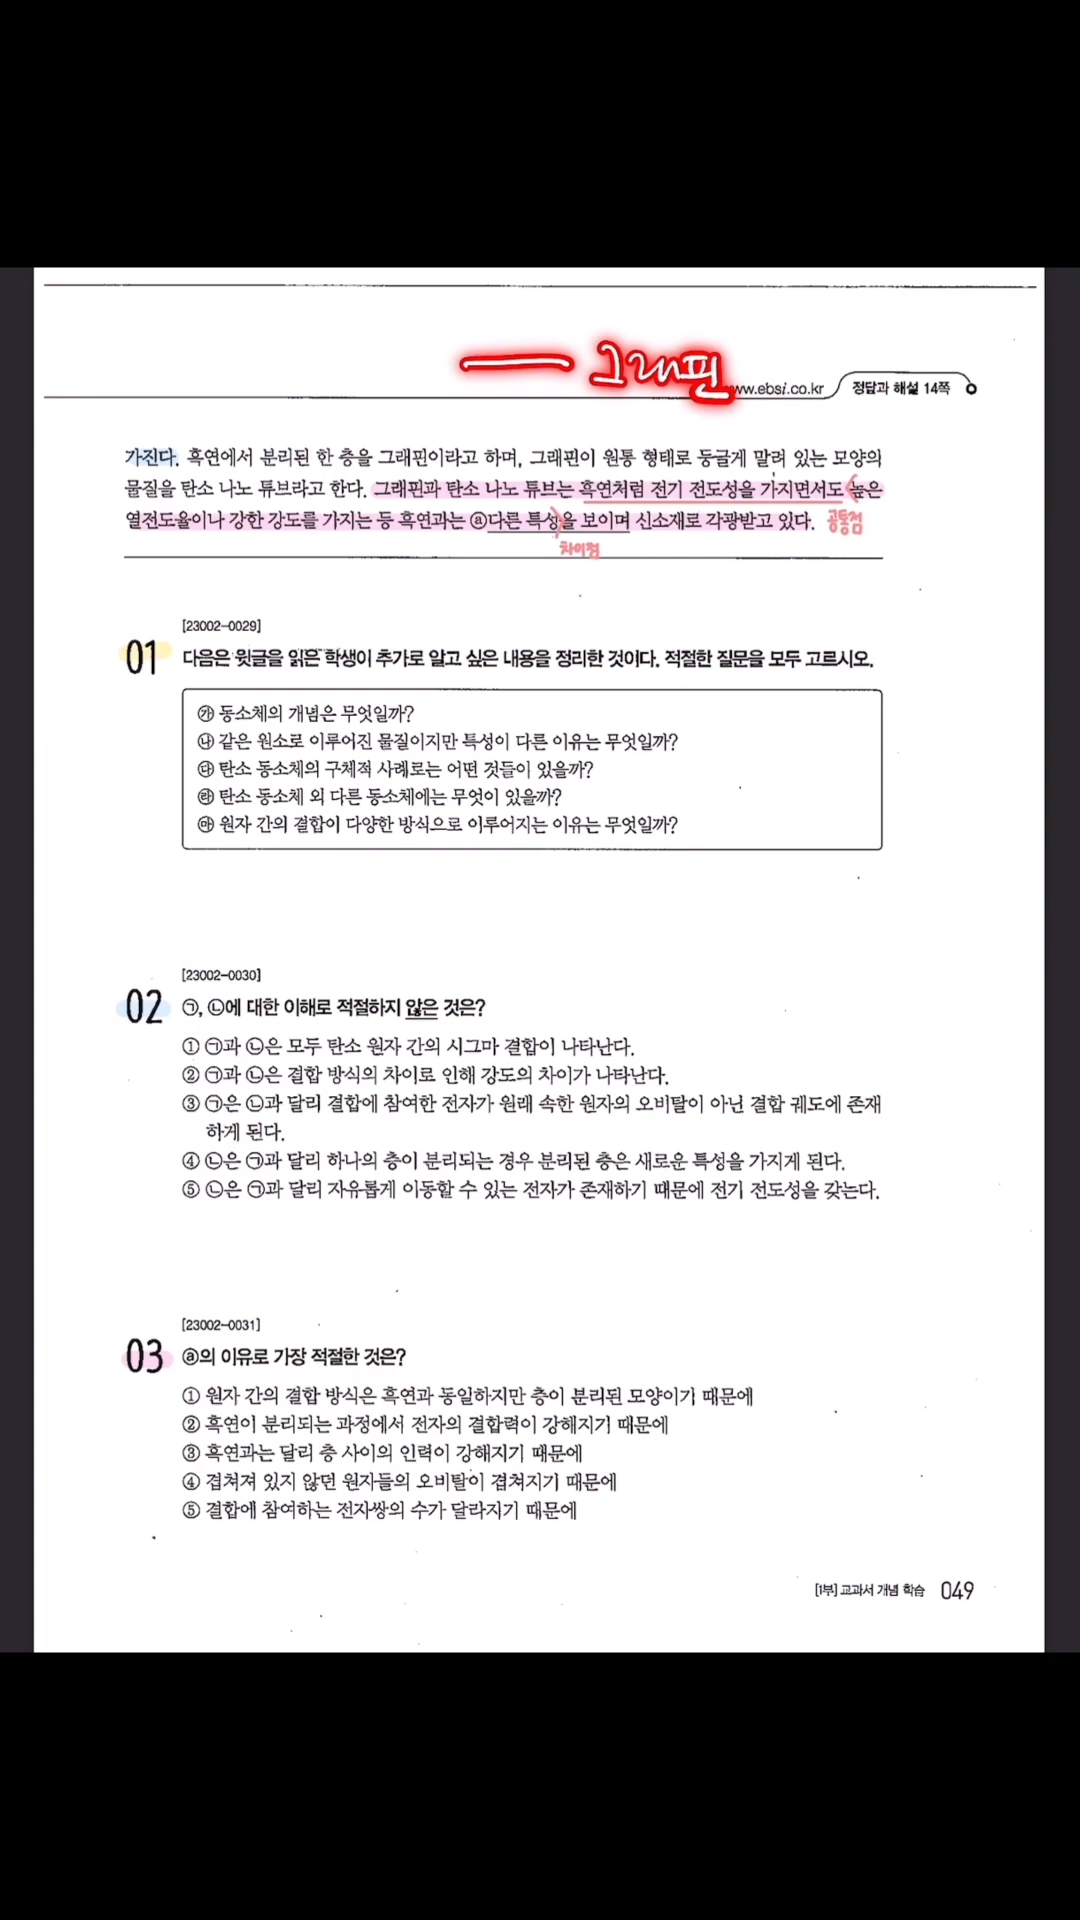 그래핀
www.ebsi.co.kr 정답과 해설 14쪽
가진다. 흑연에서 분리된 한 층을 그래핀이라고 하며, 그래핀이 원통 형태로 둥글게 말려 있는 모양의
물질을 탄소 나노 튜브라고 한다. 그래핀과 탄소 나노 튜브는 흑연처럼 전기 전도성을 가지면서도 높은
열전도율이나 강한 강도를 가지는 등 흑연과는 ⓐ다른 특성을 보이며 신소재로 각광받고 있다. 공통점
차이점
[23002-0029]
01 다음은 윗글을 읽은 학생이 추가로 알고 싶은 내용을 정리한 것이다. 적절한 질문을 모두 고르시오.
㉮ 동소체의 개념은 무엇일까?
㉯ 같은 원소로 이루어진 물질이지만 특성이 다른 이유는 무엇일까?
㉰ 탄소 동소체의 구체적 사례로는 어떤 것들이 있을까?
㉱ 탄소 동소체 외 다른 동소체에는 무엇이 있을까?
㉲ 원자 간의 결합이 다양한 방식으로 이루어지는 이유는 무엇일까?
[23002-0030]
02 ㉠, ㉡에 대한 이해로 적절하지 않은 것은?
① ㉠과 ㉡은 모두 탄소 원자 간의 시그마 결합이 나타난다.
② ㉠과 ㉡은 결합 방식의 차이로 인해 강도의 차이가 나타난다.
③ ㉠은 ㉡과 달리 결합에 참여한 전자가 원래 속한 원자의 오비탈이 아닌 결합 궤도에 존재
하게 된다.
④ ㉡은 ㉠과 달리 하나의 층이 분리되는 경우 분리된 층은 새로운 특성을 가지게 된다.
⑤ ㉡은 ㉠과 달리 자유롭게 이동할 수 있는 전자가 존재하기 때문에 전기 전도성을 갖는다.
[23002-0031]
03 ⓐ의 이유로 가장 적절한 것은?
① 원자 간의 결합 방식은 흑연과 동일하지만 층이 분리된 모양이기 때문에
② 흑연이 분리되는 과정에서 전자의 결합력이 강해지기 때문에
③ 흑연과는 달리 층 사이의 인력이 강해지기 때문에
④ 겹쳐져 있지 않던 원자들의 오비탈이 겹쳐지기 때문에
⑤ 결합에 참여하는 전자쌍의 수가 달라지기 때문에
[1부] 교과서 개념 학습 049